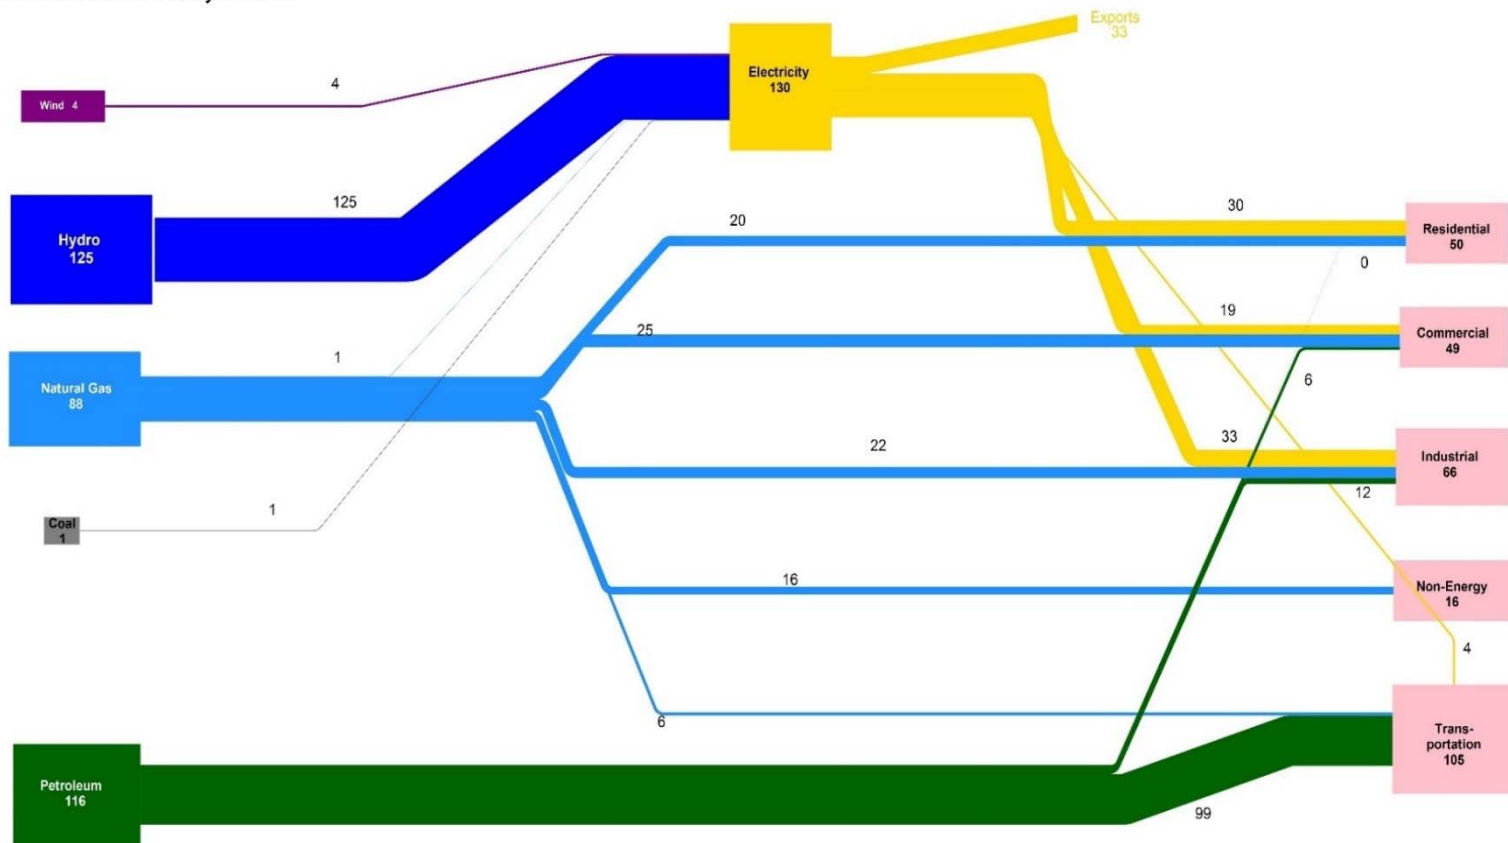 Exports
33
Electricity
130
4
Wind 4
125
Hydro
125
20
30
Residential
50
0
19
25
Commercial
49
1
Natural Gas
88
6
33
22
Industrial
66
12
1
Coal
1
16
Non-Energy
16
4
6
Trans-
portation
105
Petroleum
116
99